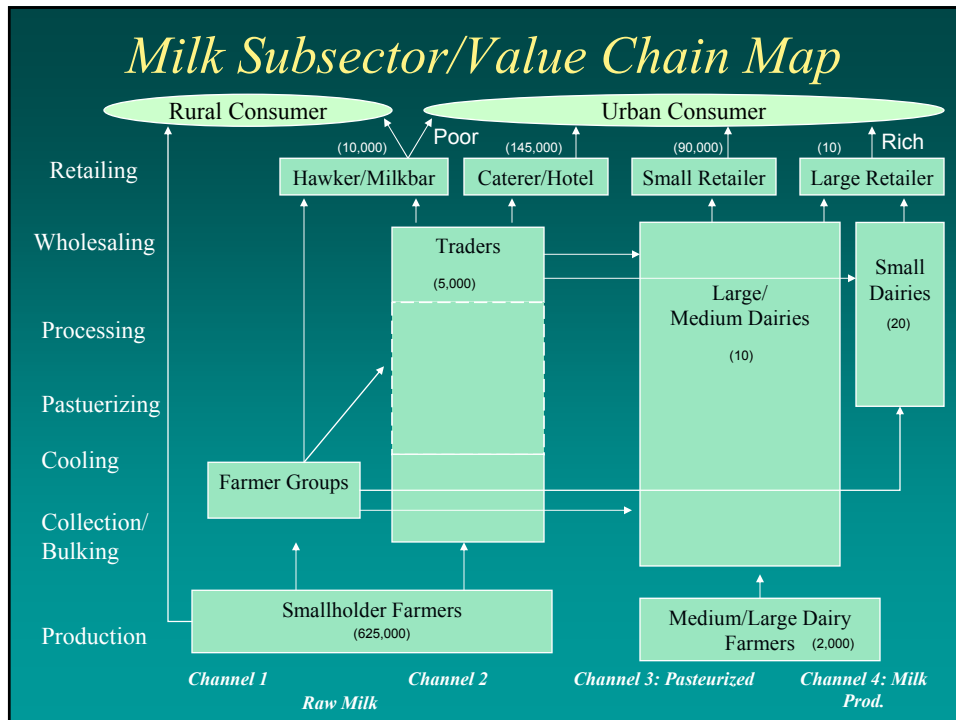 Milk Subsector/Value Chain Map
Rural Consumer
Urban Consumer
Poor
Rich
(10,000)
(145,000)
(90,000)
(10)
Retailing
Hawker/Milkbar
Caterer/Hotel
Small Retailer
Large Retailer
Wholesaling
Traders
(5,000)
Large/
Medium Dairies
(10)
Small
Dairies
(20)
Processing
Pastuerizing
Cooling
Farmer Groups
Collection/
Bulking
Production
Smallholder Farmers
(625,000)
Medium/Large Dairy
Farmers (2,000)
Channel 1
Raw Milk
Channel 2
Channel 3: Pasteurized
Channel 4: Milk
Prod.